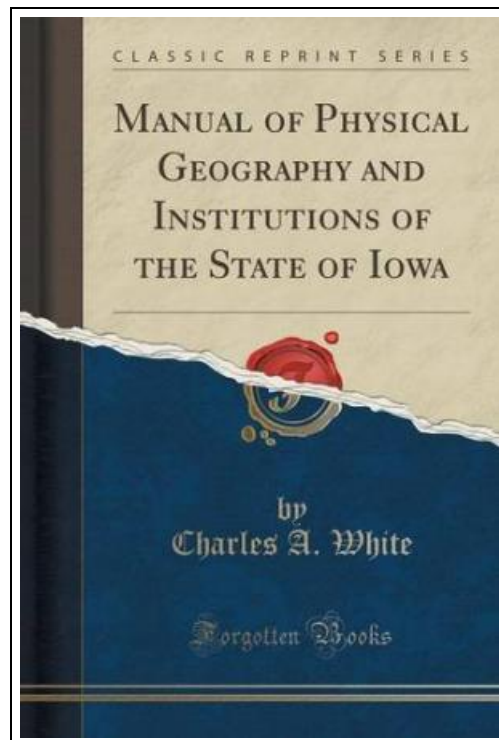 CLASSIC REPRINT SERIES
MANUAL OF PHYSICAL
GEOGRAPHY AND
INSTITUTIONS OF
THE STATE OF IOWA
F
by
Charles A. White
Forgotten Books